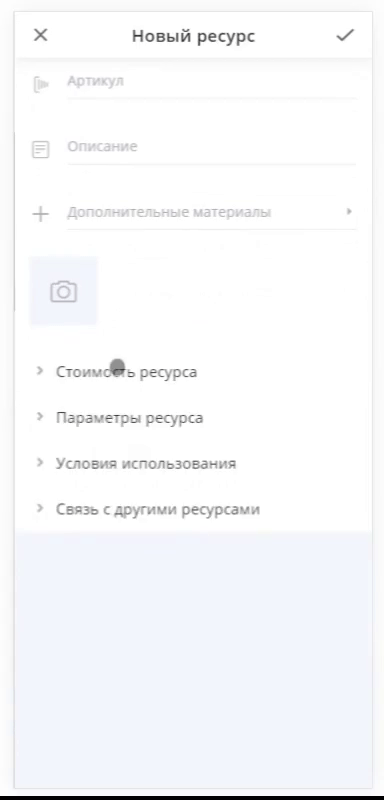 Новый ресурс
Артикул
Описание
Дополнительные материалы
Стоимость ресурса
Параметры ресурса
Условия использования
Связь с другими ресурсами